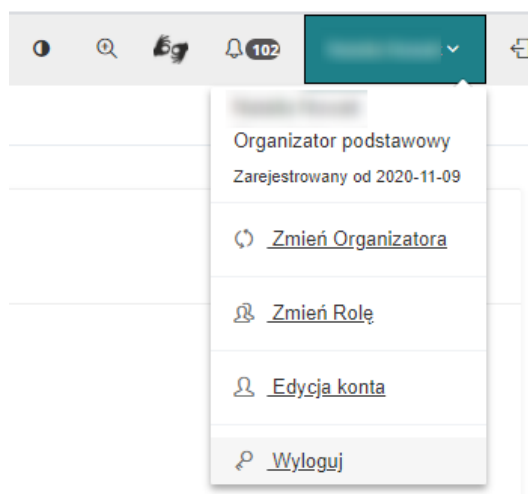 102
Organizator podstawowy
Zarejestrowany od 2020-11-09
Zmień Organizatora
Zmień Rolę
Edycja konta
Wyloguj